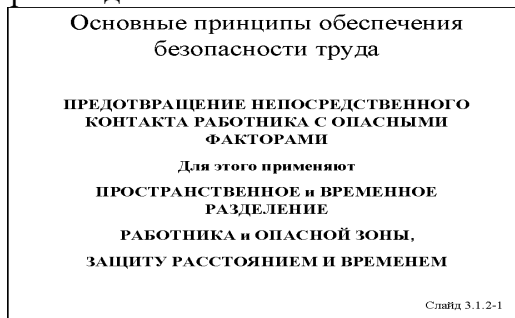 Основные принципы обеспечения
безопасности труда
ПРЕДОТВРАЩЕНИЕ НЕПОСРЕДСТВЕННОГО
КОНТАКТА РАБОТНИКА С ОПАСНЫМИ
ФАКТОРАМИ
Для этого применяют
ПРОСТРАНСТВЕННОЕ и ВРЕМЕННОЕ
РАЗДЕЛЕНИЕ
РАБОТНИКА и ОПАСНОЙ ЗОНЫ,
ЗАЩИТУ РАССТОЯНИЕМ И ВРЕМЕНЕМ
Слайд 3.1.2-1